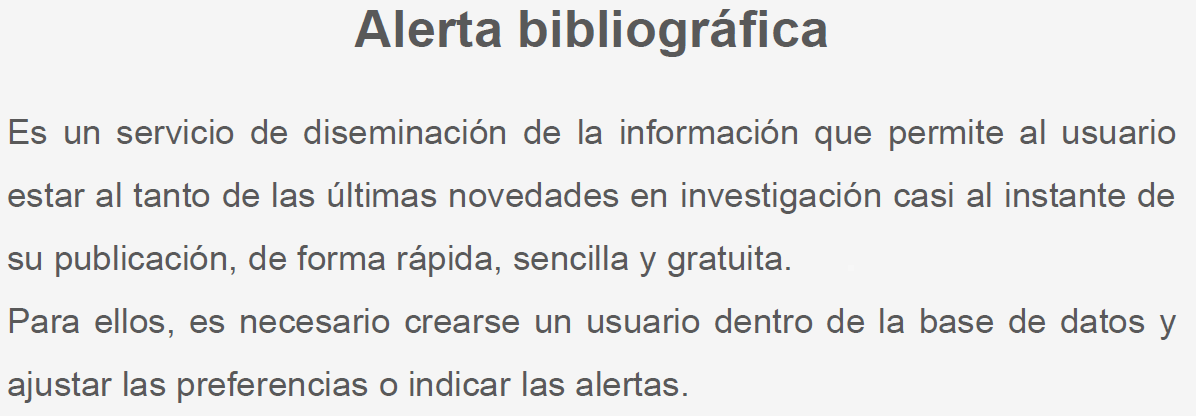 Alerta bibliográfica
Es un servicio de diseminación de la información que permite al usuario
estar al tanto de las últimas novedades en investigación casi al instante de
su publicación, de forma rápida, sencilla y gratuita.
Para ellos, es necesario crearse un usuario dentro de la base de datos y
ajustar las preferencias o indicar las alertas.